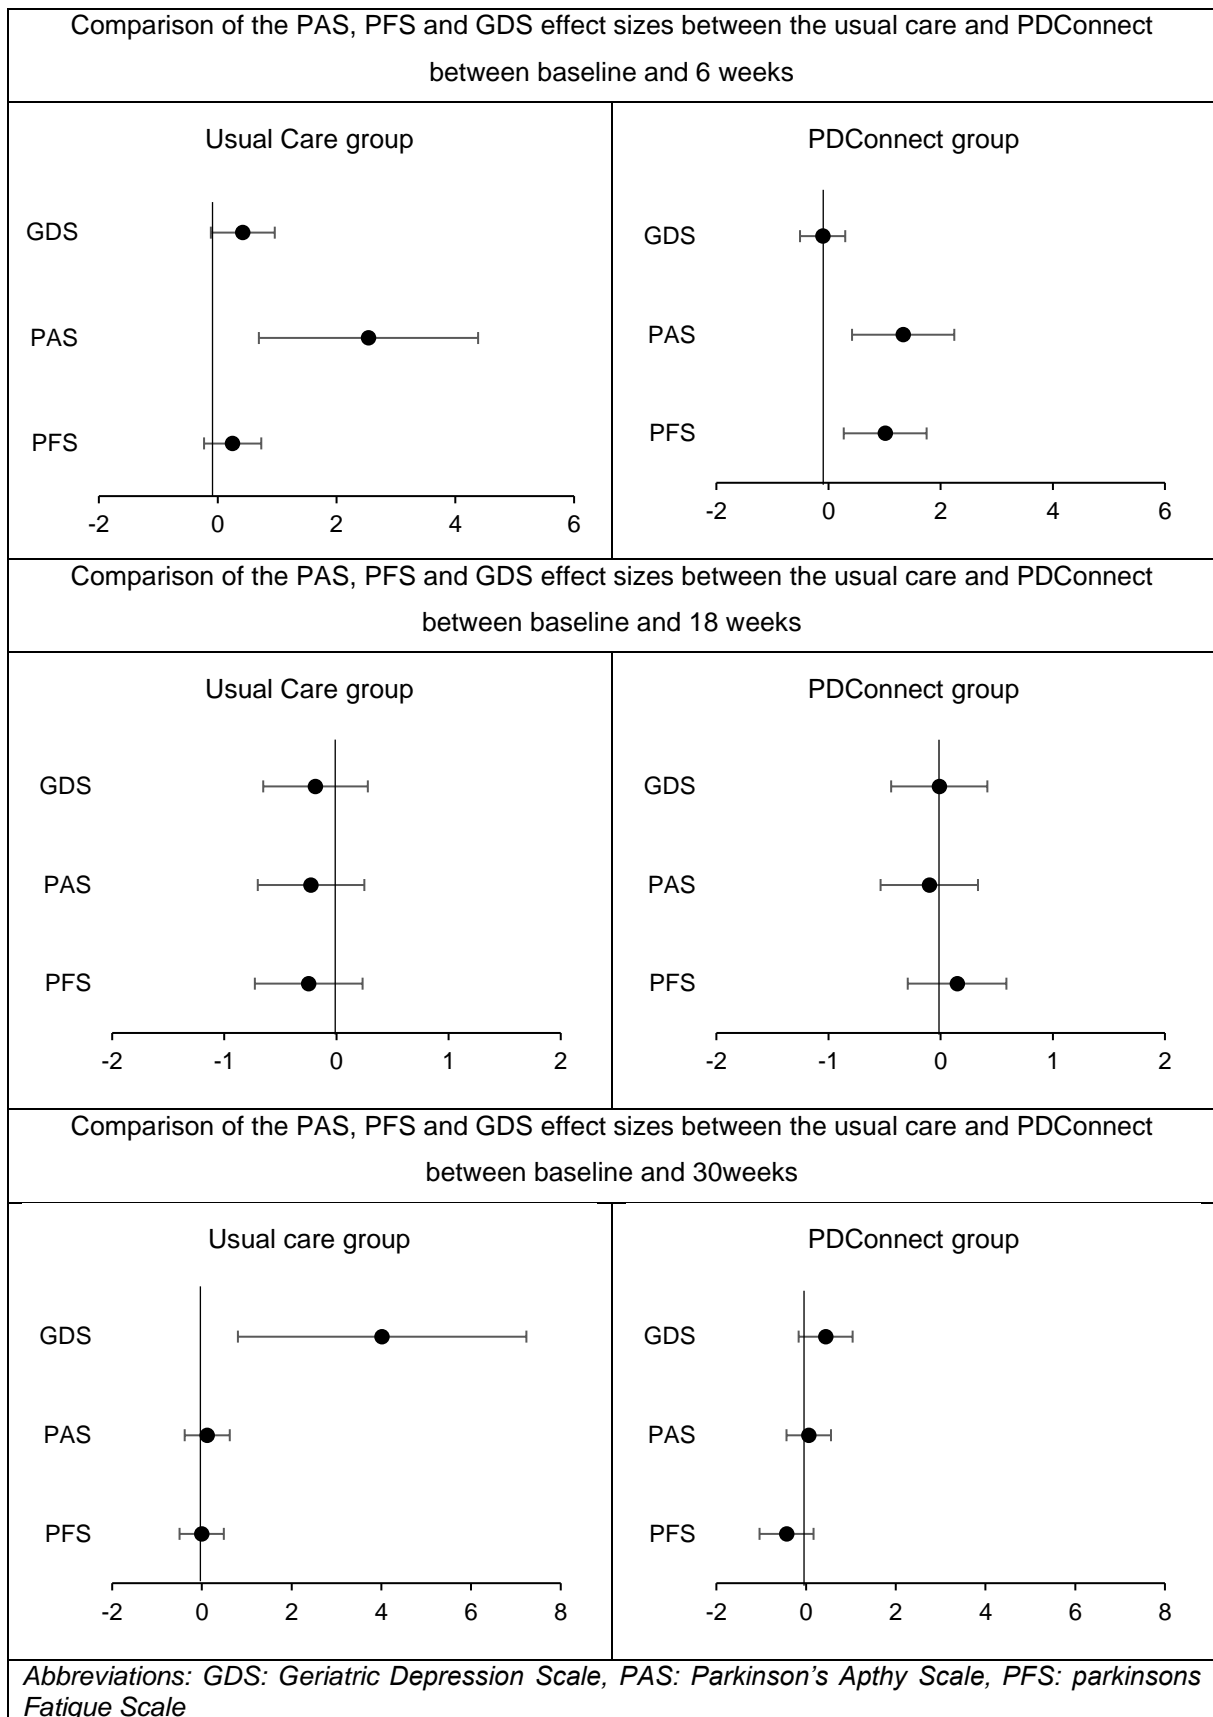 Comparison of the PAS, PFS and GDS effect sizes between the usual care and PDConnect
between baseline and 6 weeks
Usual Care group
GDS
PAS
PFS
-2 0 2 4 6
PDConnect group
GDS
PAS
PFS
-2 0 2 4 6
Comparison of the PAS, PFS and GDS effect sizes between the usual care and PDConnect
between baseline and 18 weeks
Usual Care group
GDS
PAS
PFS
-2 -1 0 1 2
PDConnect group
GDS
PAS
PFS
-2 -1 0 1 2
Comparison of the PAS, PFS and GDS effect sizes between the usual care and PDConnect
between baseline and 30weeks
Usual care group
GDS
PAS
PFS
-2 0 2 4 6 8
PDConnect group
GDS
PAS
PFS
-2 0 2 4 6 8
Abbreviations: GDS: Geriatric Depression Scale, PAS: Parkinson's Apthy Scale, PFS: parkinsons
Fatigue Scale